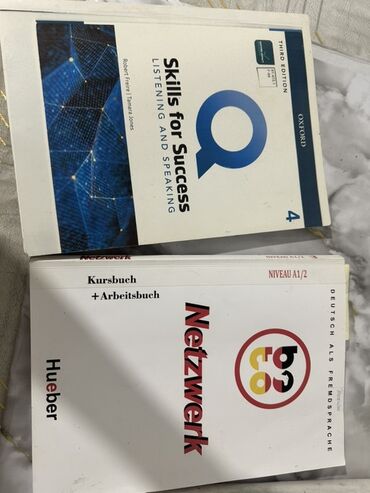 OXFORD
THIRD EDITION
Q
4
Skills for Success
LISTENING AND SPEAKING
Robert Freire | Tamara Jones
Netzwerk
NIVEAU A1/2
Kursbuch
+Arbeitsbuch
DEUTSCH ALS FREMDSPRACHE
Netzwerk
Hueber